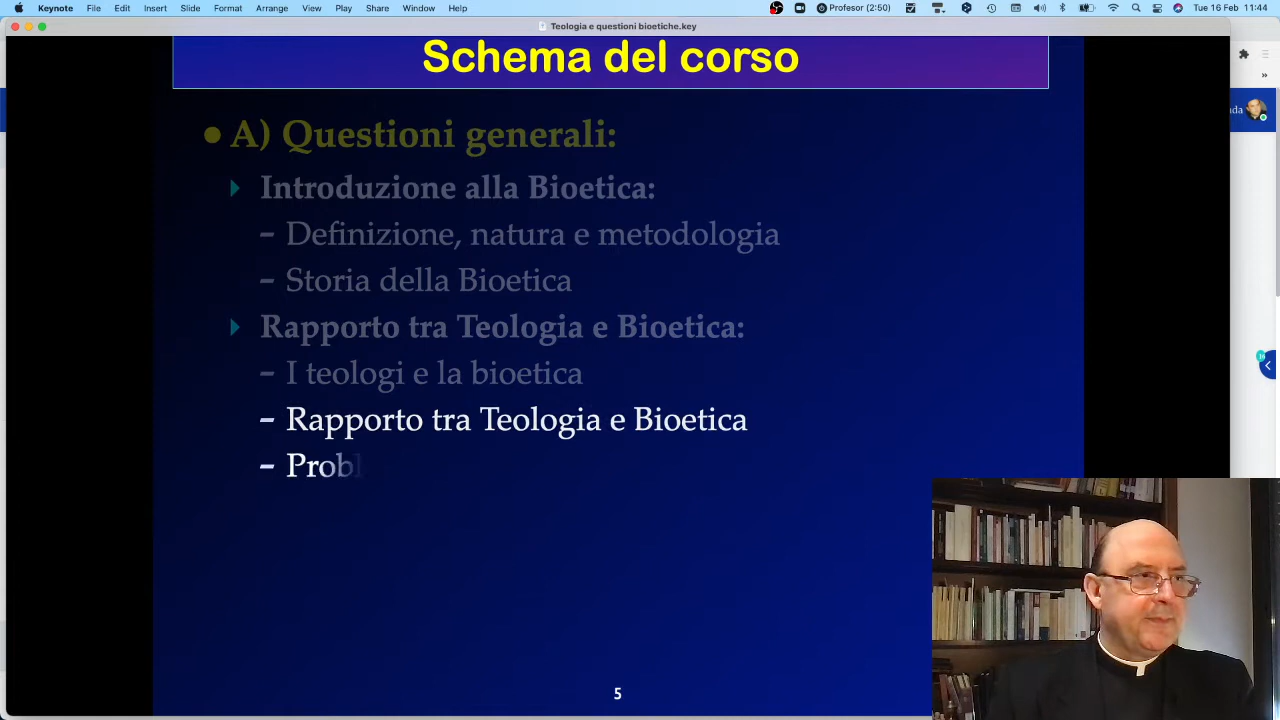 Keynote File Edit Insert Slide Format Arrange View Play Share Window Help Profesor (2:50) Tue 16 Feb 11:44
Teologia e questioni bioetiche.key
Schema del corso
da
A) Questioni generali:
Introduzione alla Bioetica:
– Definizione, natura e metodologia
– Storia della Bioetica
Rapporto tra Teologia e Bioetica:
– I teologi e la bioetica
– Rapporto tra Teologia e Bioetica
– Probl
5